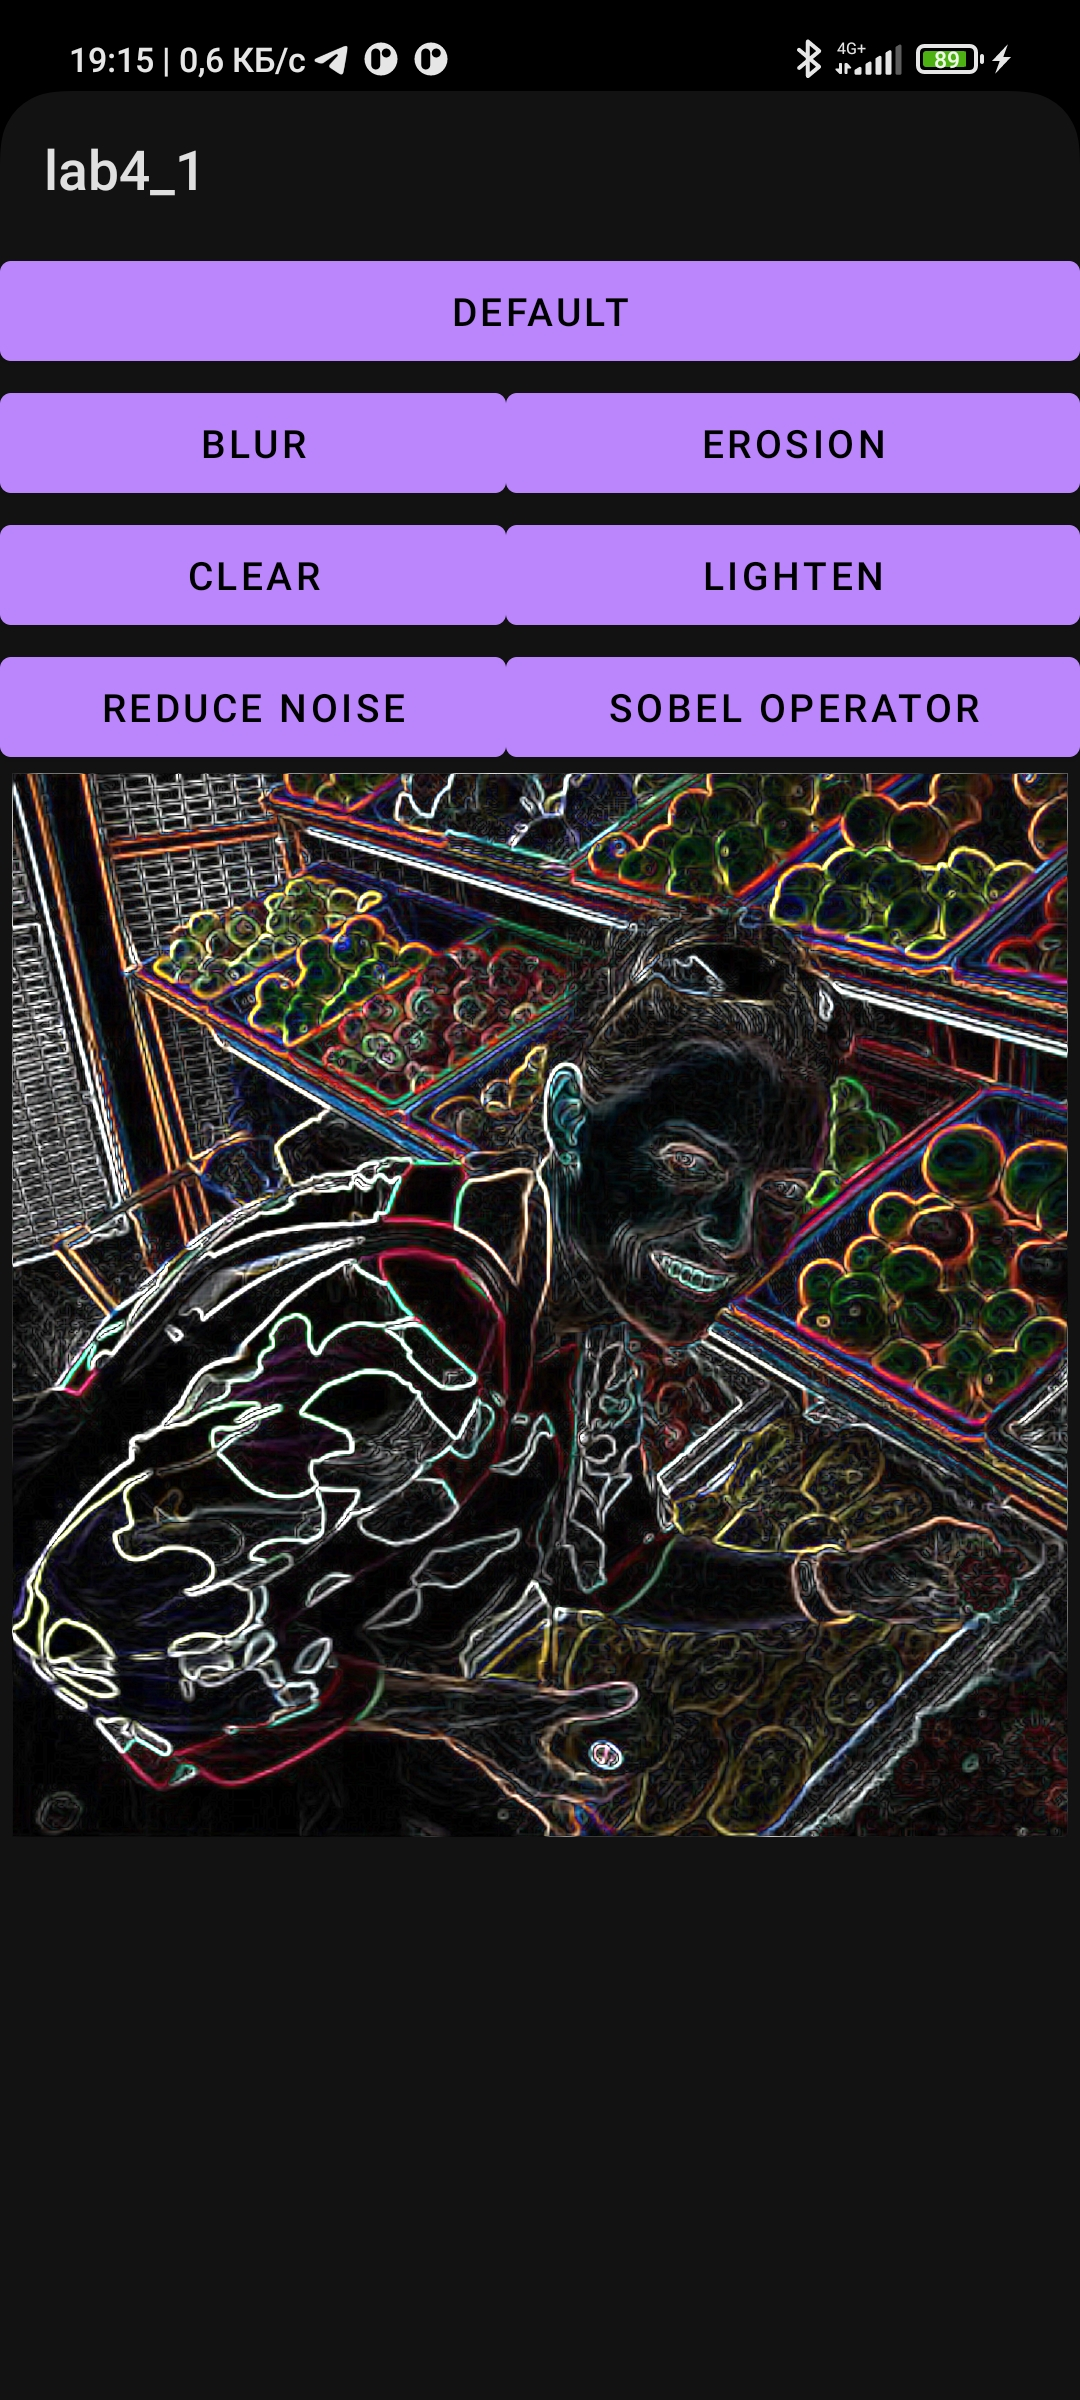 19:15 | 0,6 КБ/с 4G+ 89
lab4_1
DEFAULT
BLUR EROSION
CLEAR LIGHTEN
REDUCE NOISE SOBEL OPERATOR